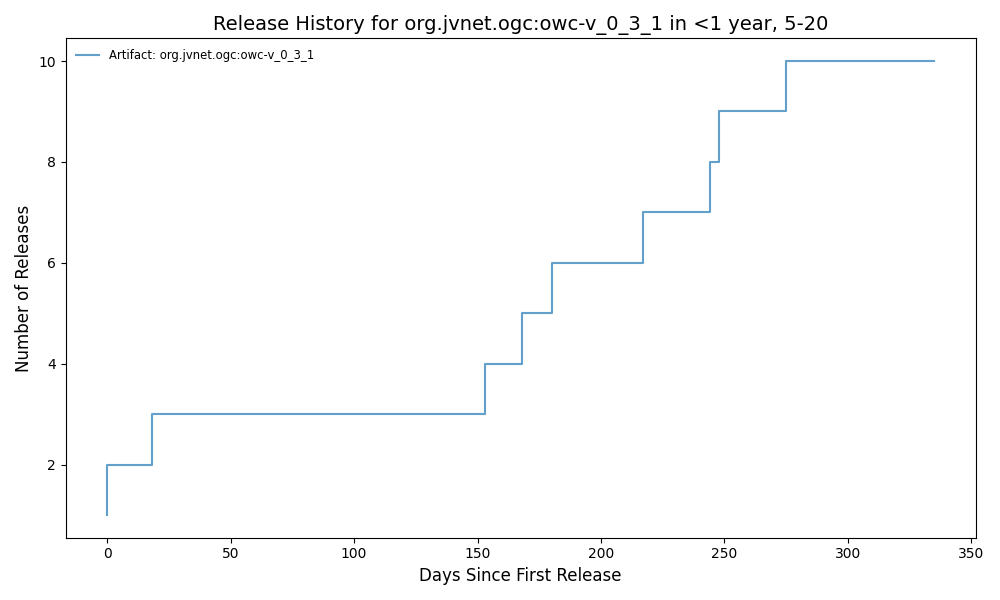 Release History for org.jvnet.ogc:owc-v_0_3_1 in <1 year, 5-20
Artifact: org.jvnet.ogc:owc-v_0_3_1
Number of Releases
10
8
6
4
2
0 50 100 150 200 250 300 350
Days Since First Release